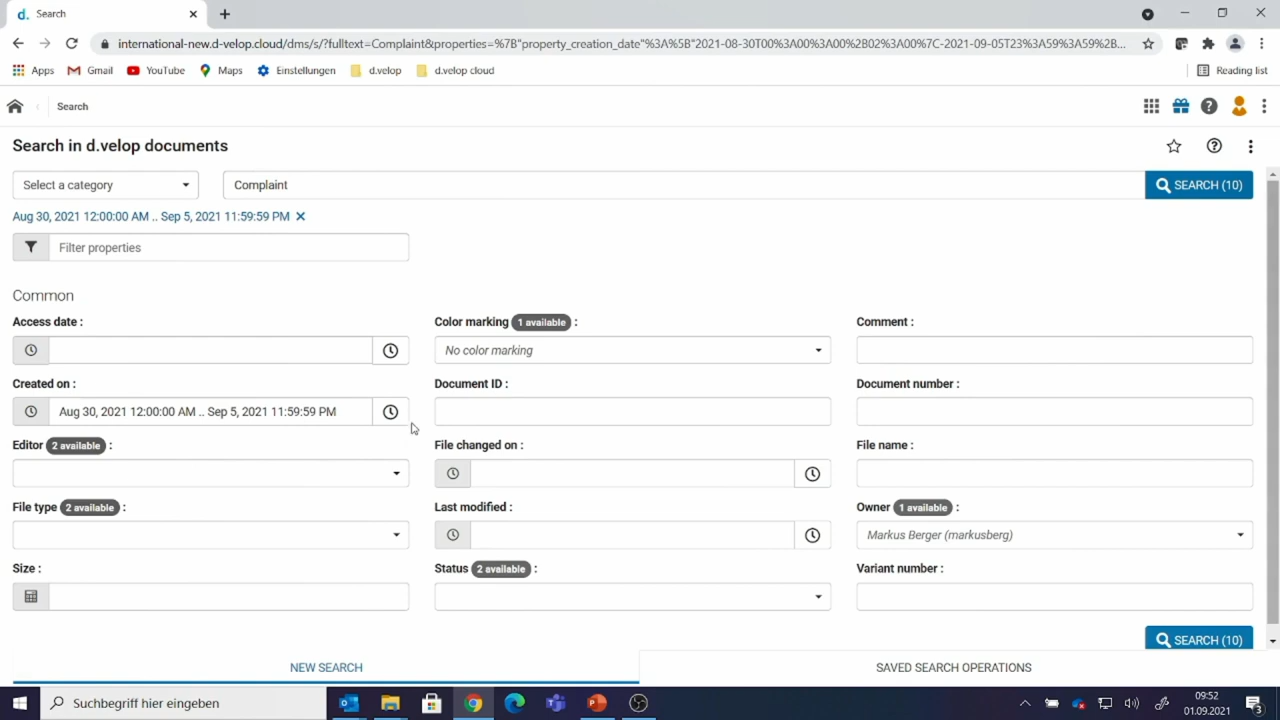 d. Search
international-new.d-velop.cloud/dms/s/?fulltext=Complaint&properties=%7B"property_creation_date"%3A%5B"2021-08-30T00%3A00%3A00%2B02%3A00%7C-2021-09-05T23%3A59%3A59%2B...
Apps Gmail YouTube Maps Einstellungen d.velop d.velop cloud Reading list
Search
Search in d.velop documents
Select a category Complaint SEARCH (10)
Aug 30, 2021 12:00:00 AM .. Sep 5, 2021 11:59:59 PM
Filter properties
Common
Access date : Color marking 1 available : Comment :
No color marking
Created on : Document ID : Document number :
Aug 30, 2021 12:00:00 AM .. Sep 5, 2021 11:59:59 PM
Editor 2 available : File changed on : File name :
File type 2 available : Last modified : Owner 1 available :
Markus Berger (markusberg)
Size : Status 2 available : Variant number :
SEARCH (10)
NEW SEARCH SAVED SEARCH OPERATIONS
Suchbegriff hier eingeben
09:52
01.09.2021
3